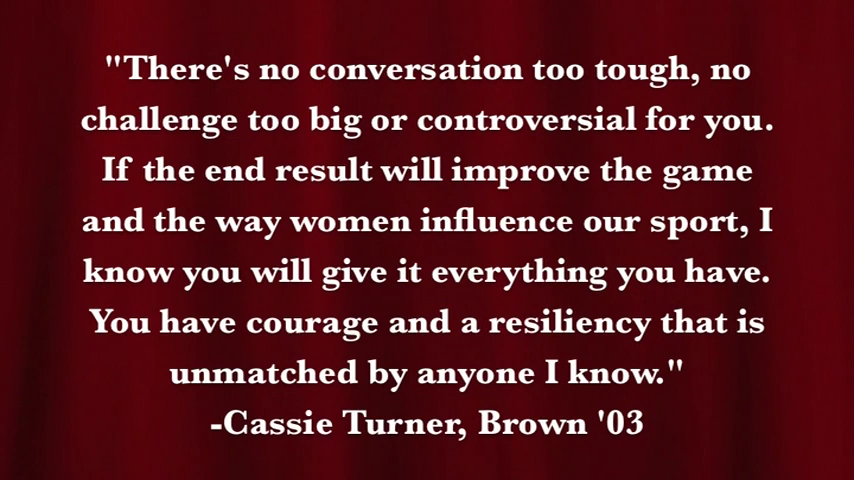 "There's no conversation too tough, no
challenge too big or controversial for you.
If the end result will improve the game
and the way women influence our sport, I
know you will give it everything you have.
You have courage and a resiliency that is
unmatched by anyone I know."
-Cassie Turner, Brown '03